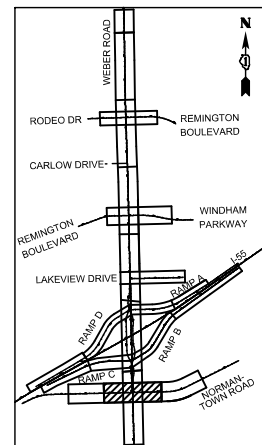 WEBER ROAD
N
RODEO DR
REMINGTON
BOULEVARD
CARLOW DRIVE
REMINGTON
BOULEVARD
WINDHAM
PARKWAY
LAKEVIEW DRIVE
RAMP A
I-55
RAMP D
RAMP B
RAMP C
NORMAN-
TOWN ROAD